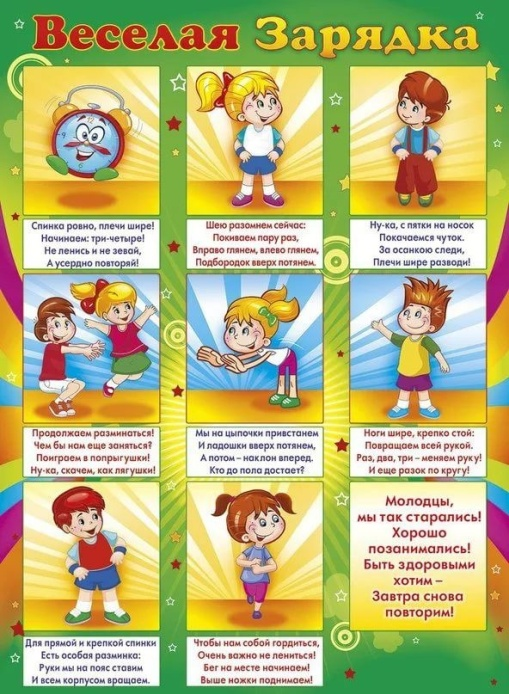 Веселая Зарядка
Спинка ровно, плечи шире!
Начинаем: три-четыре!
Не ленись и не зевай,
А усердно повторяй!
Шею разомнем сейчас:
Покиваем пору раз,
Вправо глянем, влево глянем,
Подбородок вверх потянем.
Ну-ка, с пятки на носок
Покачаемся чуток.
За осанкою следи,
Плечи шире разводи!
Продолжаем разминаться!
Чем бы нам еще заняться?
Поиграем в попрыгушки!
Ну-ка, скачем, как лягушки!
Мы на цыпочки привстанем
И ладошки вверх потянем,
А потом – наклон вперед.
Кто до пола достает?
Ноги шире, крепко стой:
Повращаем всей рукой.
Раз, два, три – меняем руку!
И еще разок по кругу!
Для прямой и крепкой спинки
Есть особая разминка:
Руки мы на пояс ставим
И всем корпусом вращаем.
Чтобы нам собой гордиться,
Очень важно не лениться!
Бег на месте начинаем!
Выше ножки поднимаем!
Молодцы,
мы так старались!
Хорошо
позанимались!
Быть здоровыми
хотим –
Завтра снова
повторим!